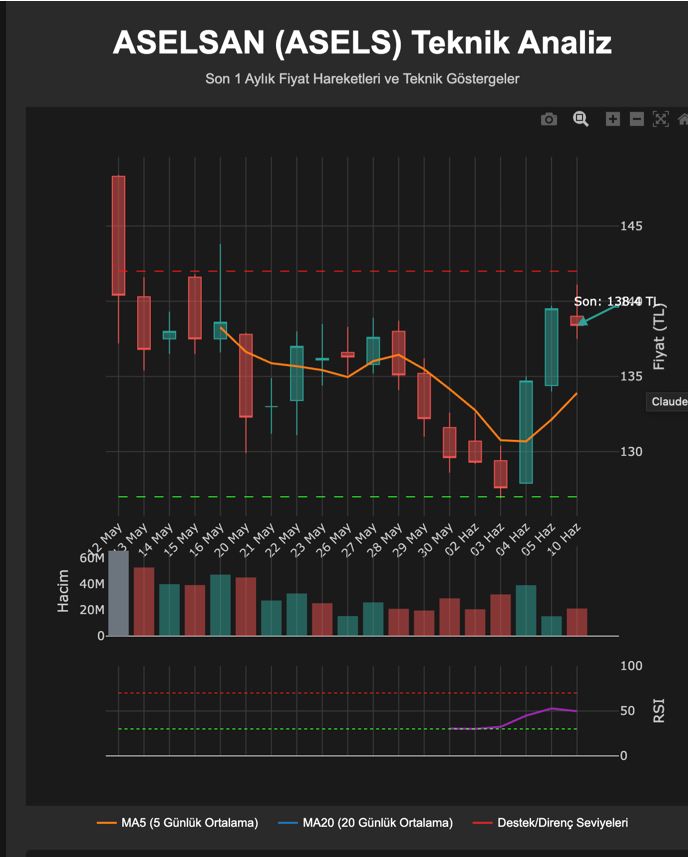 ASELSAN (ASELS) Teknik Analiz
Son 1 Aylık Fiyat Hareketleri ve Teknik Göstergeler
145
Son: 138.40 TL
135
130
Fiyat (TL)
Claude
12 May
13 May
14 May
15 May
16 May
20 May
21 May
22 May
23 May
26 May
27 May
28 May
29 May
30 May
02 Haz
03 Haz
04 Haz
05 Haz
10 Haz
60M
40M
20M
0
Hacim
100
50
0
RSI
MA5 (5 Günlük Ortalama)
MA20 (20 Günlük Ortalama)
Destek/Direnç Seviyeleri